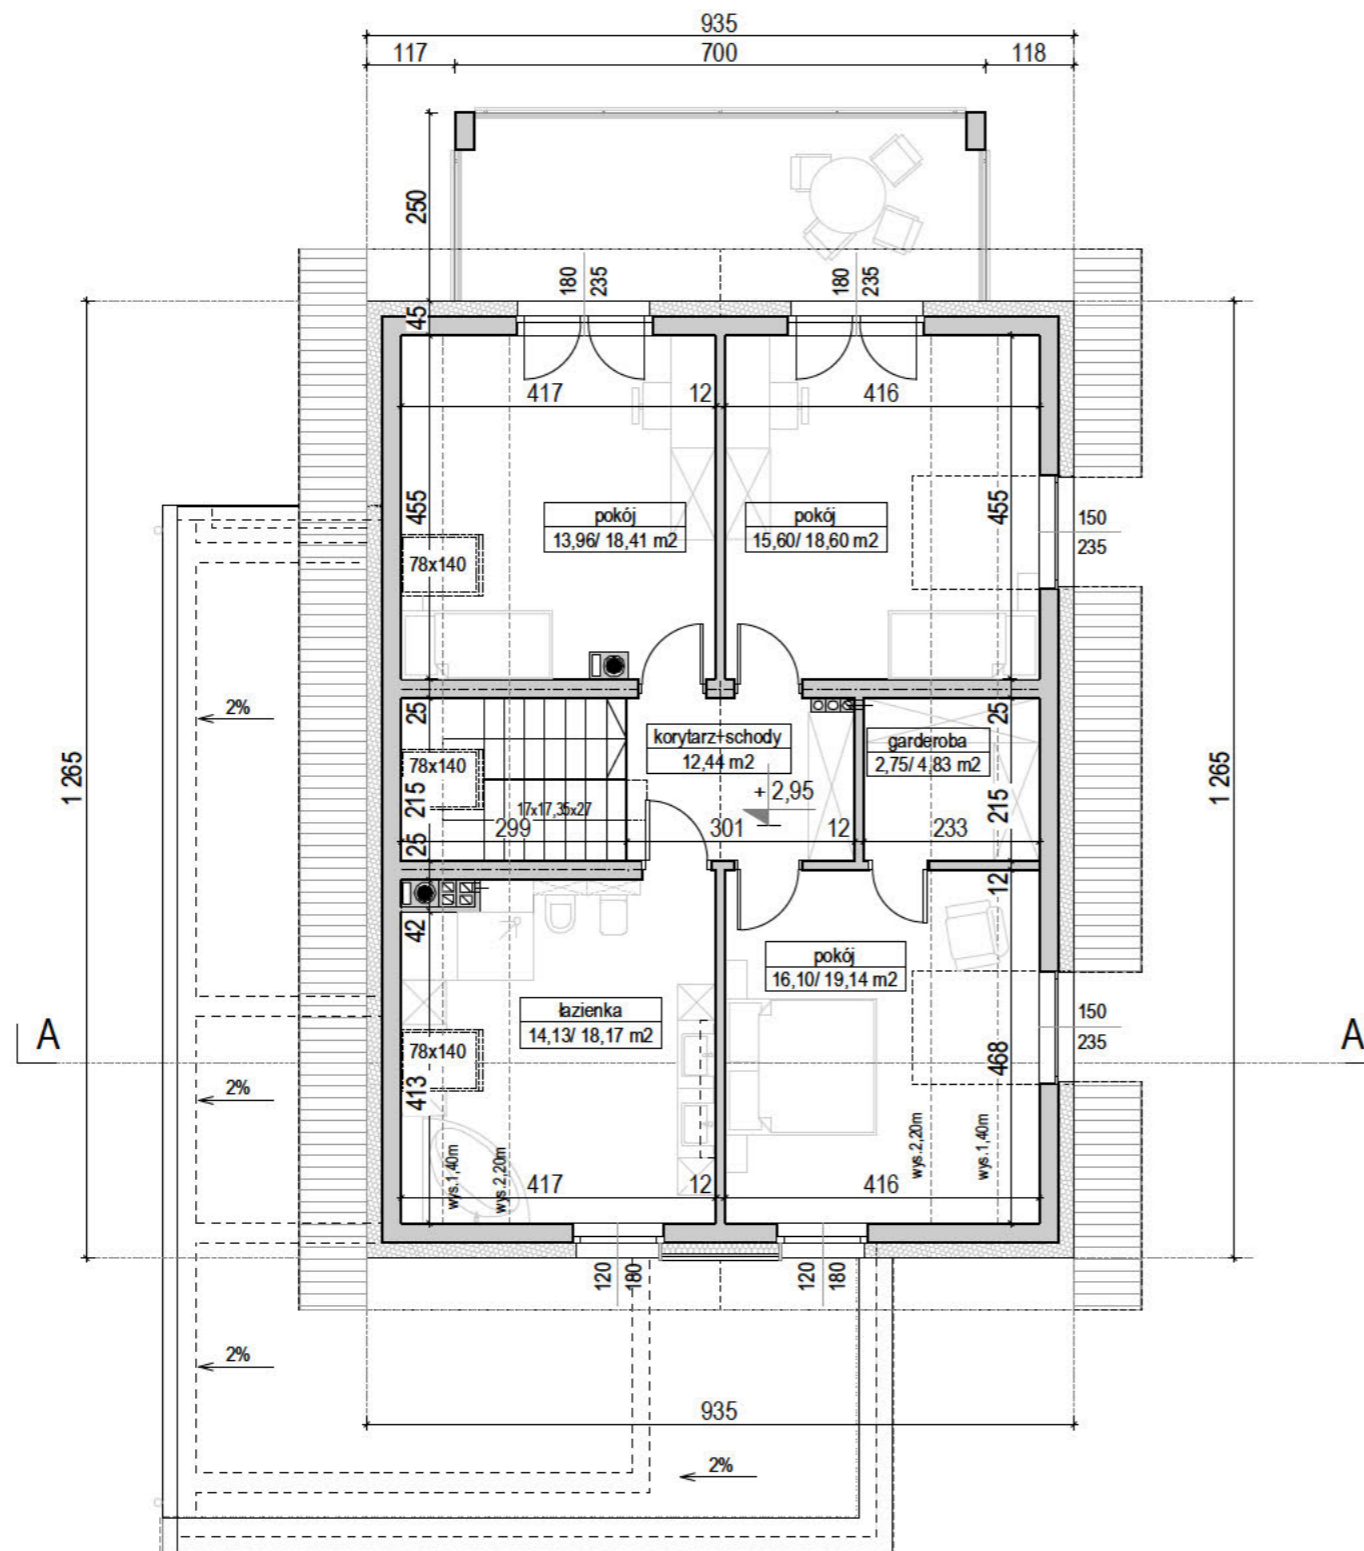 935
117 700 118
250
180 235 180 235
45
417 12 416
455 455
pokój
13,96/ 18,41 m2
pokój
15,60/ 18,60 m2
150
235
78x140
2%
25 25
korytarz+schody
12,44 m2
garderoba
2,75/ 4,83 m2
78x140
+ 2,95
1 265 215 215 1 265
17x17,35x27
299 301 12 233
25
12
42
pokój
16,10/ 19,14 m2
łazienka
14,13/ 18,17 m2
150
235
A 78x140 468 A
2% 413
wys.1,40m wys.2,20m wys.2,20m wys.1,40m
417 12 416
120 180 120 180
2%
935
2%